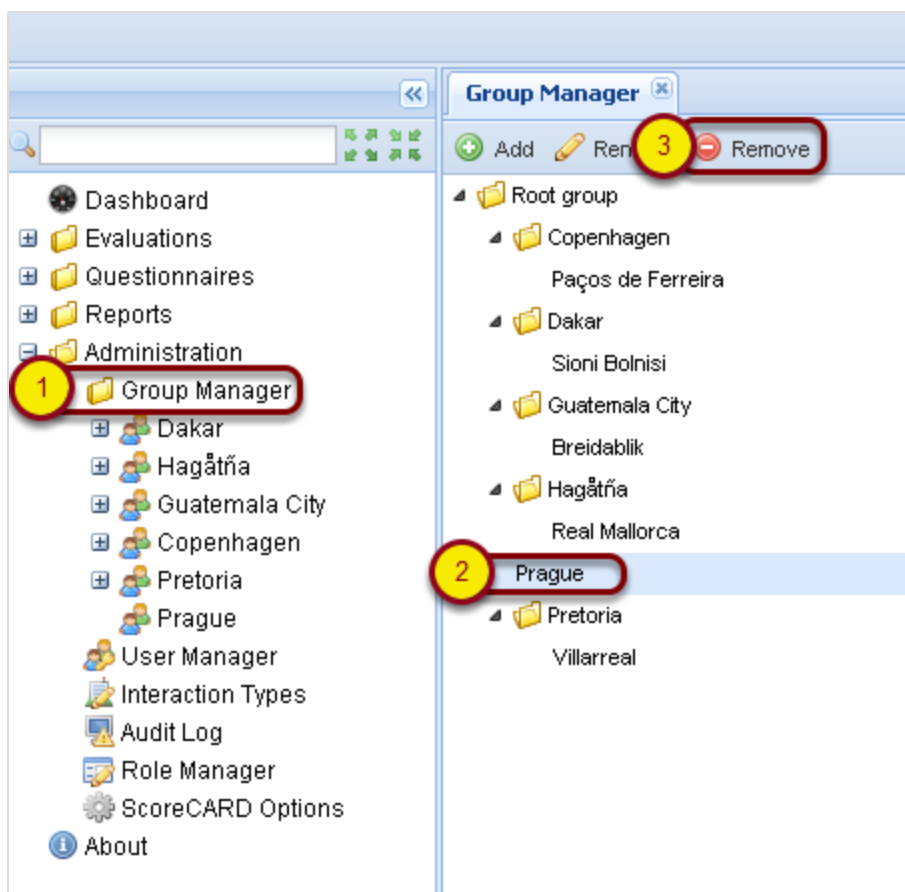 Group Manager
Add Ren 3 Remove
Dashboard
Evaluations
Questionnaires
Reports
Administration
1 Group Manager
Dakar
Hagåtña
Guatemala City
Copenhagen
Pretoria
Prague
User Manager
Interaction Types
Audit Log
Role Manager
ScoreCARD Options
About
Root group
Copenhagen
Paços de Ferreira
Dakar
Sioni Bolnisi
Guatemala City
Breidablik
Hagåtña
Real Mallorca
2 Prague
Pretoria
Villarreal